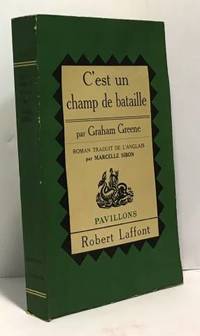 C'est un
champ de bataille
par Graham Greene
ROMAN TRADUIT DE L'ANGLAIS
par MARCELLE SIBON
PAVILLONS
Robert Laffont